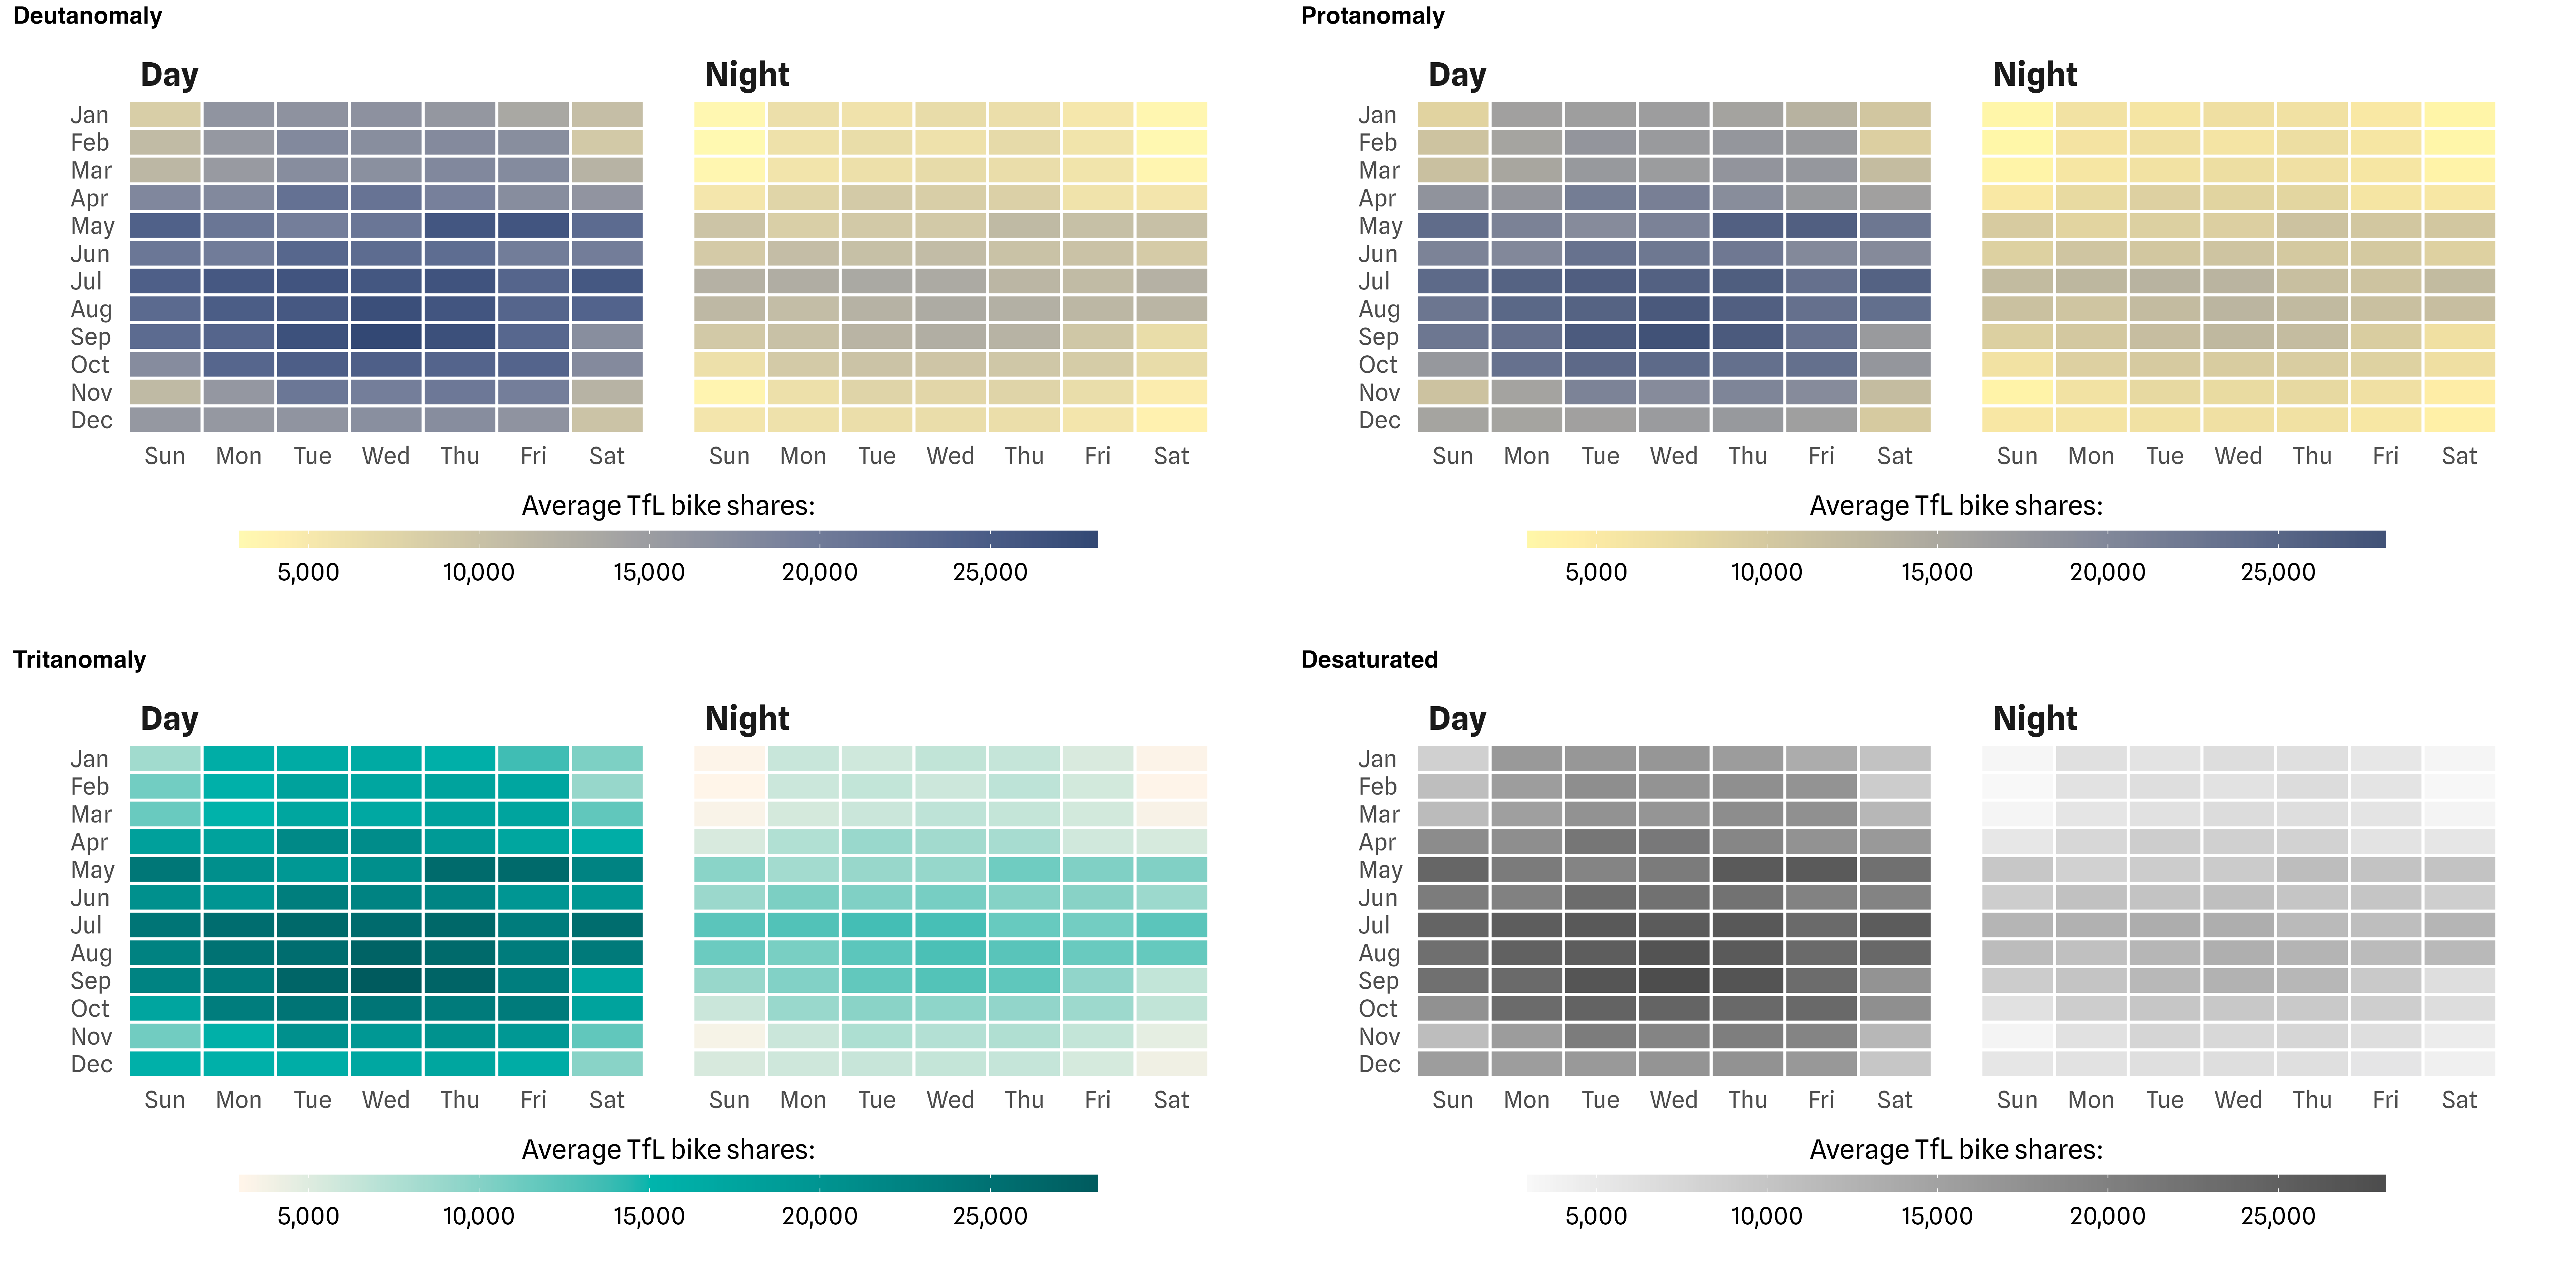 Deutanomaly
Day Night
Jan
Feb
Mar
Apr
May
Jun
Jul
Aug
Sep
Oct
Nov
Dec
Sun Mon Tue Wed Thu Fri Sat Sun Mon Tue Wed Thu Fri Sat
Average TfL bike shares:
5,000 10,000 15,000 20,000 25,000
Protanomaly
Day Night
Jan
Feb
Mar
Apr
May
Jun
Jul
Aug
Sep
Oct
Nov
Dec
Sun Mon Tue Wed Thu Fri Sat Sun Mon Tue Wed Thu Fri Sat
Average TfL bike shares:
5,000 10,000 15,000 20,000 25,000
Tritanomaly
Day Night
Jan
Feb
Mar
Apr
May
Jun
Jul
Aug
Sep
Oct
Nov
Dec
Sun Mon Tue Wed Thu Fri Sat Sun Mon Tue Wed Thu Fri Sat
Average TfL bike shares:
5,000 10,000 15,000 20,000 25,000
Desaturated
Day Night
Jan
Feb
Mar
Apr
May
Jun
Jul
Aug
Sep
Oct
Nov
Dec
Sun Mon Tue Wed Thu Fri Sat Sun Mon Tue Wed Thu Fri Sat
Average TfL bike shares:
5,000 10,000 15,000 20,000 25,000